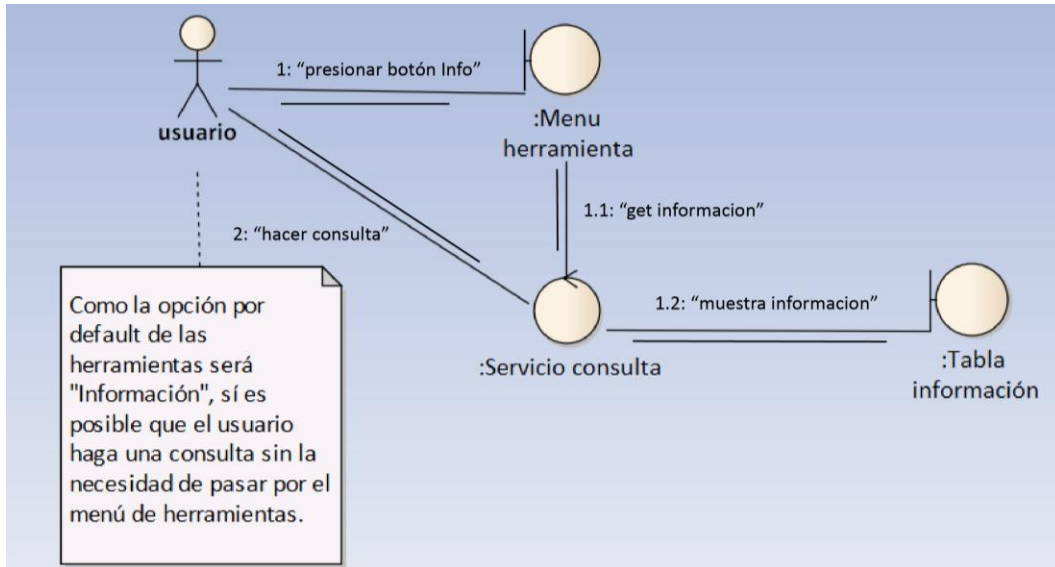 1: “presionar botón Info”
:Menu
herramienta
usuario
1.1: “get informacion”
2: “hacer consulta”
Como la opción por
default de las
herramientas será
"Información", sí es
posible que el usuario
haga una consulta sin la
necesidad de pasar por el
menú de herramientas.
1.2: “muestra informacion”
:Servicio consulta
:Tabla
información